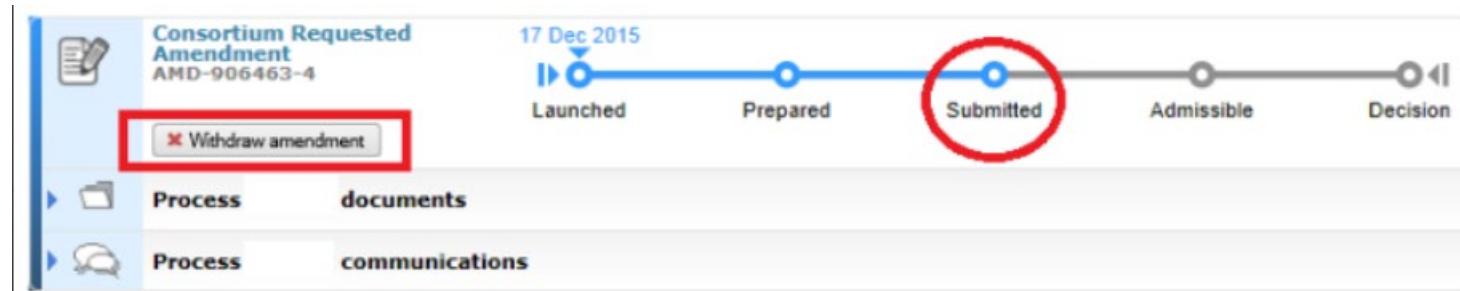 Consortium Requested
Amendment
AMD-906463-4
17 Dec 2015
Launched Prepared Submitted Admissible Decision
Withdraw amendment
Process documents
Process communications